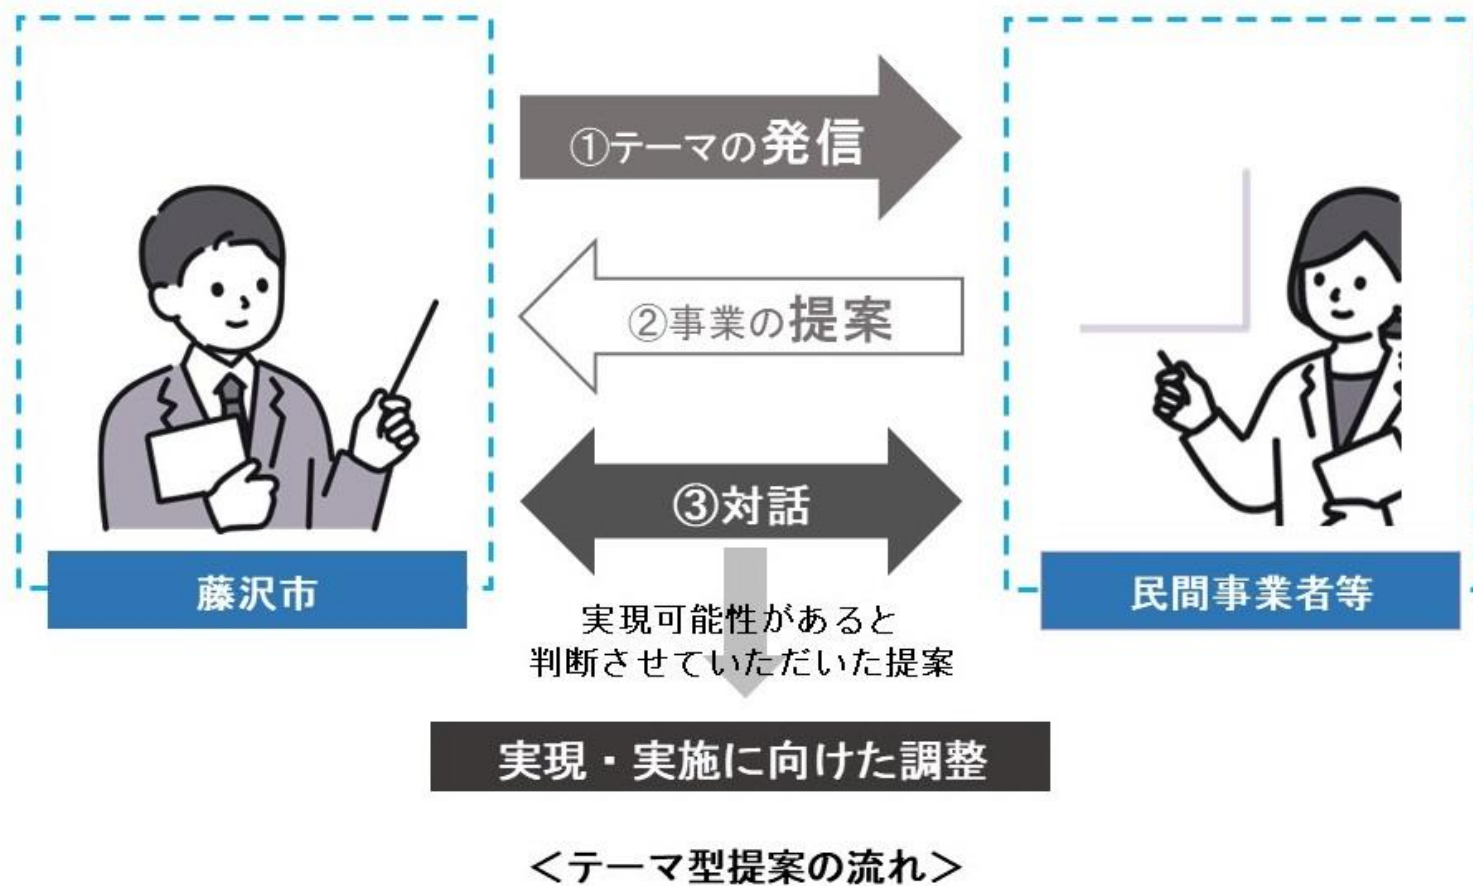 ①テーマの発信
②事業の提案
③対話
藤沢市
民間事業者等
実現可能性があると
判断させていただいた提案
実現・実施に向けた調整
＜テーマ型提案の流れ＞